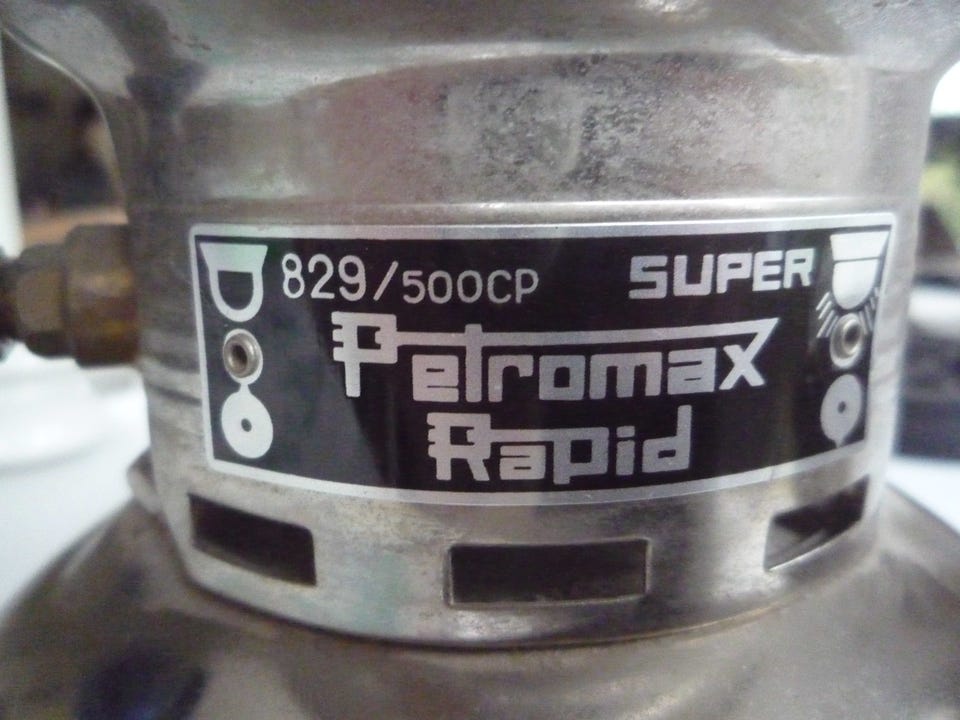 829/500CP SUPER
Petromax
Rapid